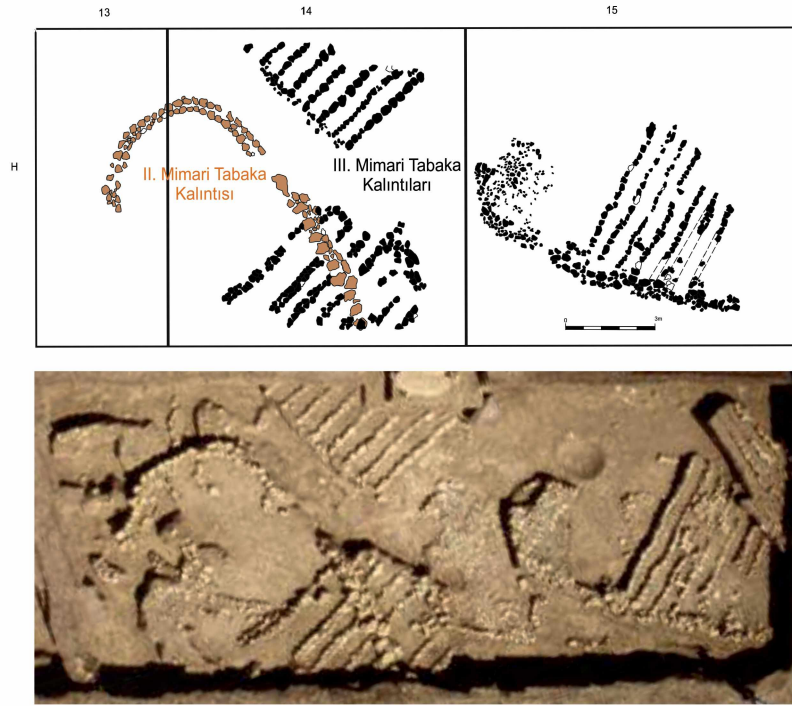 13 14 15
H
II. Mimari Tabaka
Kalıntısı
III. Mimari Tabaka
Kalıntıları
0 3m